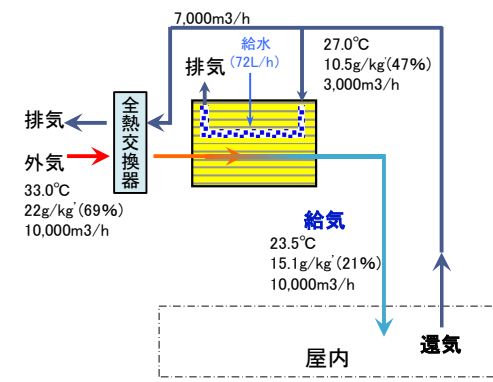 7,000m3/h
給水
(72L/h)
排気
27.0℃
10.5g/kg'(47%)
3,000m3/h
全熱交換器
排気
外気
33.0℃
22g/kg'(69%)
10,000m3/h
給気
23.5℃
15.1g/kg'(21%)
10,000m3/h
還気
屋内